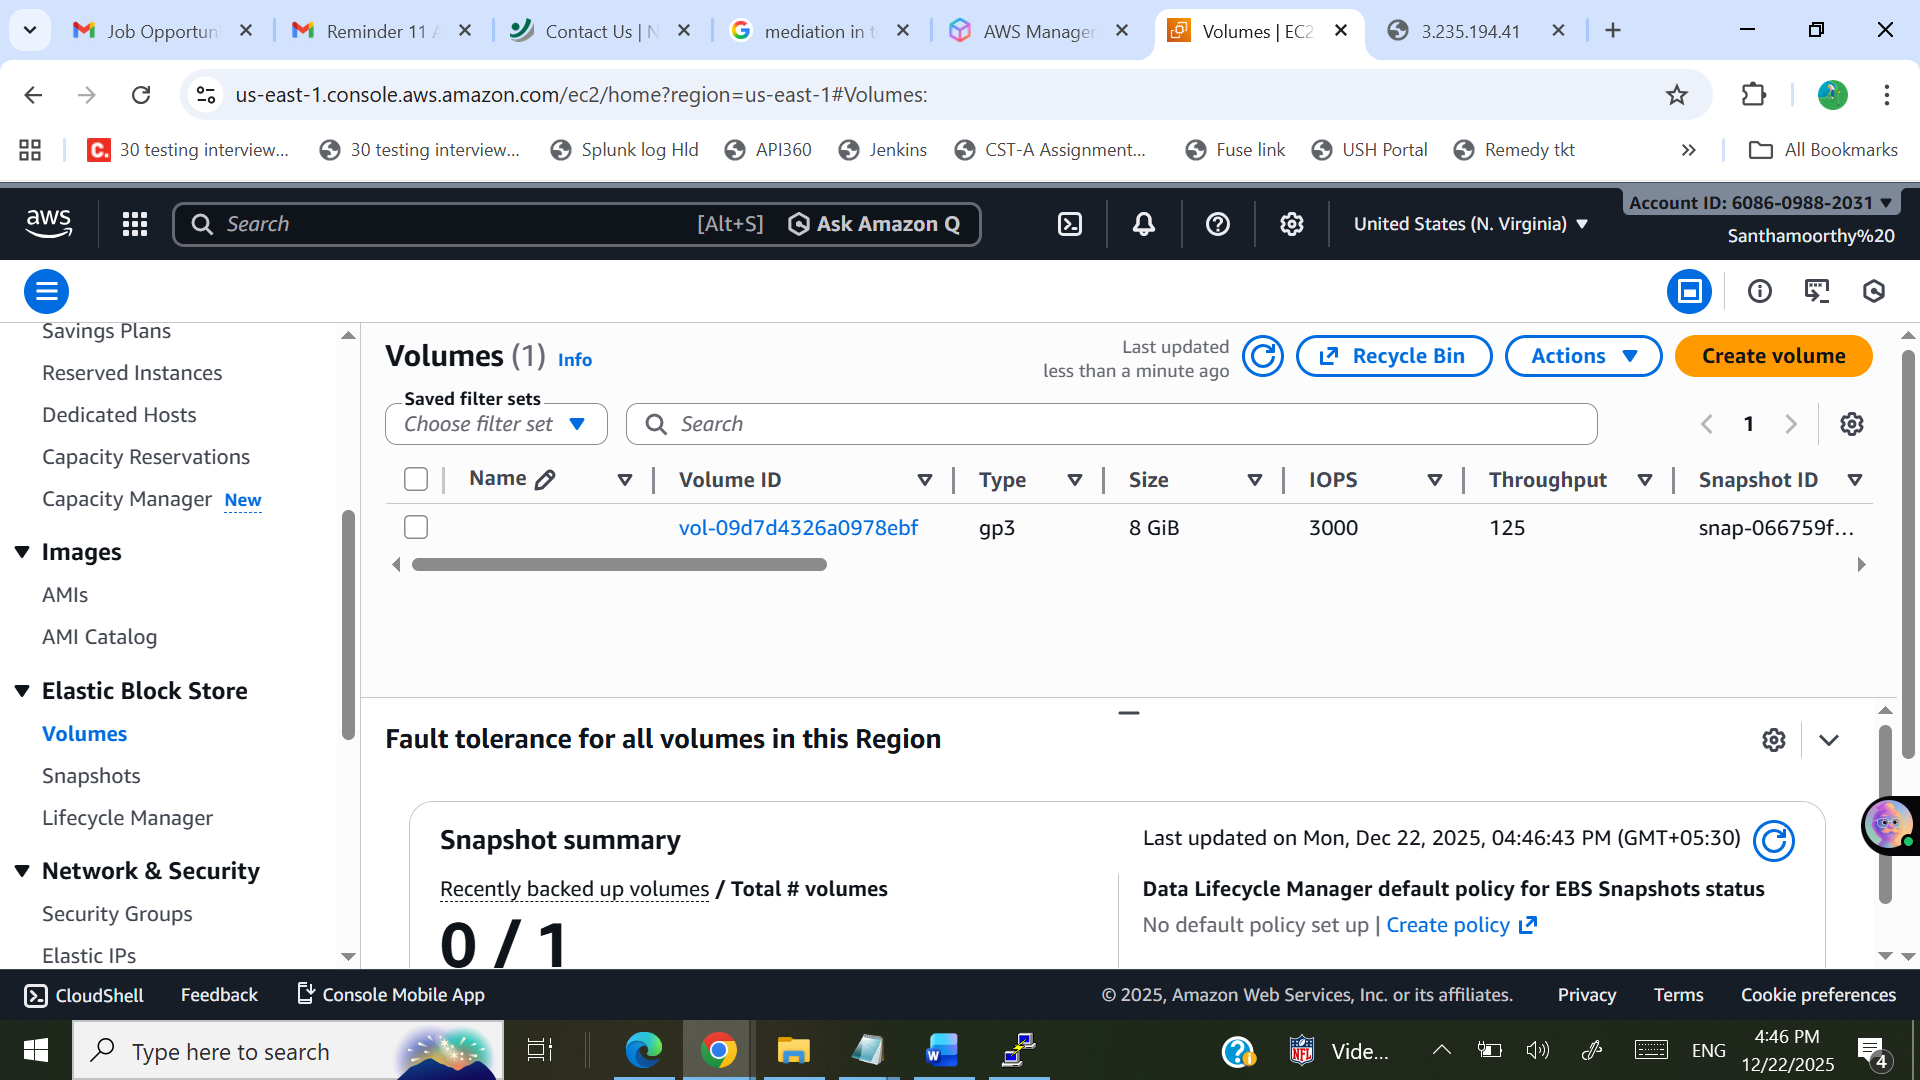 Job Opportun
Reminder 11 A
Contact Us | N
mediation in t
AWS Manager
Volumes | EC2
3.235.194.41
us-east-1.console.aws.amazon.com/ec2/home?region=us-east-1#Volumes:
30 testing interview...
30 testing interview...
Splunk log Hld
API360
Jenkins
CST-A Assignment...
Fuse link
USH Portal
Remedy tkt
»
All Bookmarks
aws
Search
[Alt+S]
Ask Amazon Q
United States (N. Virginia)
Account ID: 6086-0988-2031
Santhamoorthy%20
Savings Plans
Reserved Instances
Dedicated Hosts
Capacity Reservations
Capacity Manager New
Images
AMIs
AMI Catalog
Elastic Block Store
Volumes
Snapshots
Lifecycle Manager
Network & Security
Security Groups
Elastic IPs
Volumes (1) Info
Last updated
less than a minute ago
Recycle Bin
Actions
Create volume
Saved filter sets
Choose filter set
Search
1
Name Volume ID Type Size IOPS Throughput Snapshot ID
vol-09d7d4326a0978ebf gp3 8 GiB 3000 125 snap-066759f...
Fault tolerance for all volumes in this Region
Snapshot summary
Last updated on Mon, Dec 22, 2025, 04:46:43 PM (GMT+05:30)
Recently backed up volumes / Total # volumes
0 / 1
Data Lifecycle Manager default policy for EBS Snapshots status
No default policy set up | Create policy
CloudShell
Feedback
Console Mobile App
© 2025, Amazon Web Services, Inc. or its affiliates.
Privacy
Terms
Cookie preferences
Type here to search
Vide...
ENG
4:46 PM
12/22/2025
4